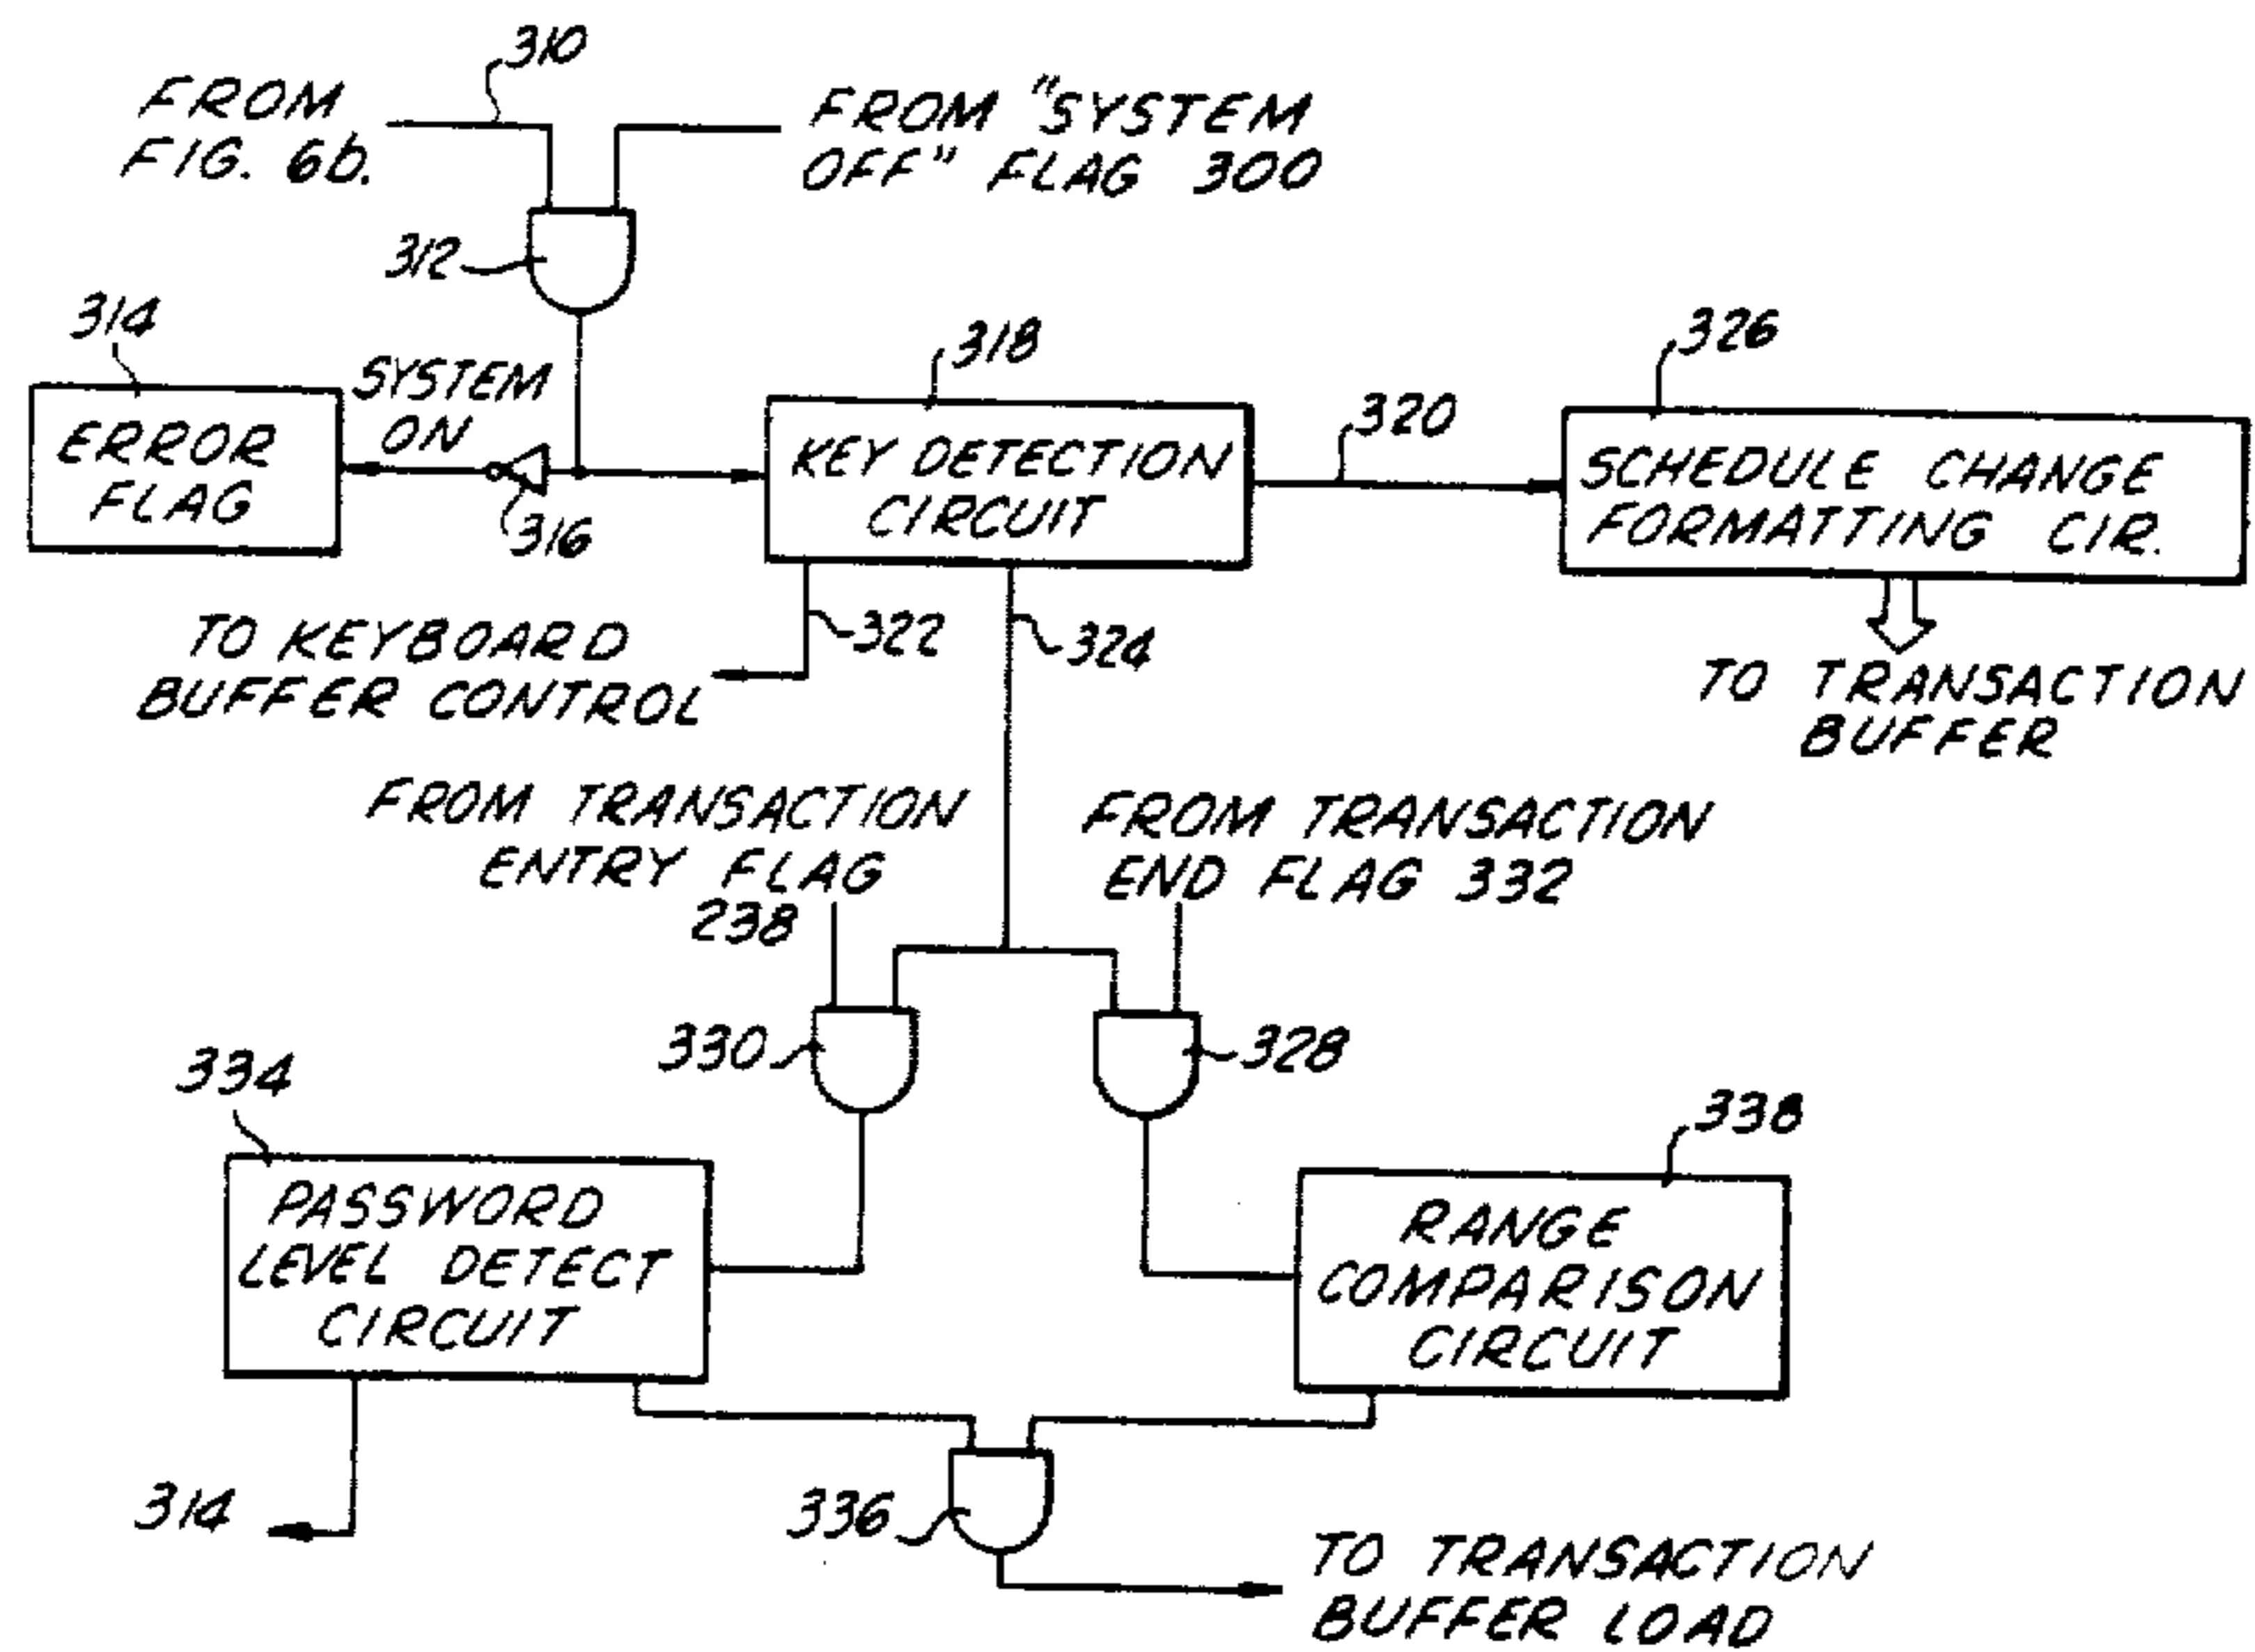 310
FROM
FIG. 6b.
FROM "SYSTEM
OFF" FLAG 300
312
314
SYSTEM
ON
ERROR
FLAG
316
318
KEY DETECTION
CIRCUIT
320
326
SCHEDULE CHANGE
FORMATTING CIR.
TO KEYBOARD
BUFFER CONTROL
322
324
TO TRANSACTION
BUFFER
FROM TRANSACTION
ENTRY FLAG
238
FROM TRANSACTION
END FLAG 332
330
328
334
PASSWORD
LEVEL DETECT
CIRCUIT
338
RANGE
COMPARISON
CIRCUIT
314
336
TO TRANSACTION
BUFFER LOAD